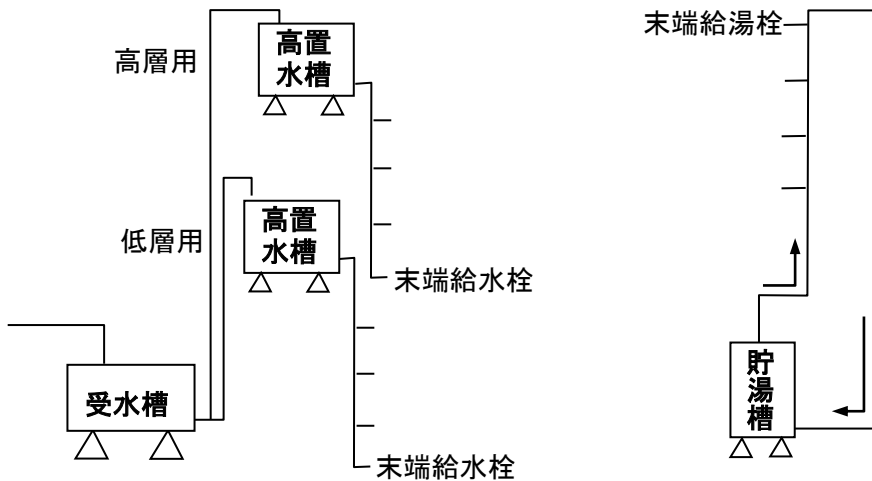 高層用
高置
水槽
低層用
高置
水槽
末端給水栓
受水槽
末端給水栓
末端給湯栓
貯湯槽